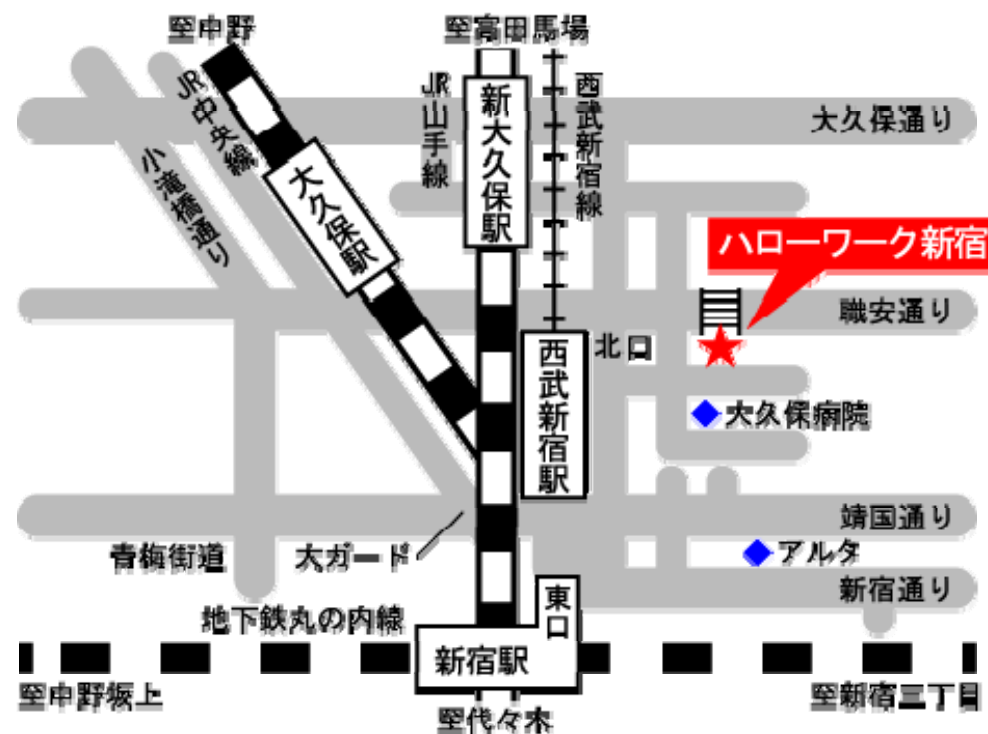 至中野
至高田馬場
JR中央線
JR山手線
西武新宿線
新大久保駅
大久保通り
小滝橋通り
大久保駅
ハローワーク新宿
職安通り
北口
西武新宿駅
大久保病院
靖国通り
青梅街道
大ガード
アルタ
新宿通り
東口
地下鉄丸の内線
新宿駅
至中野坂上
至新宿三丁目
至代々木